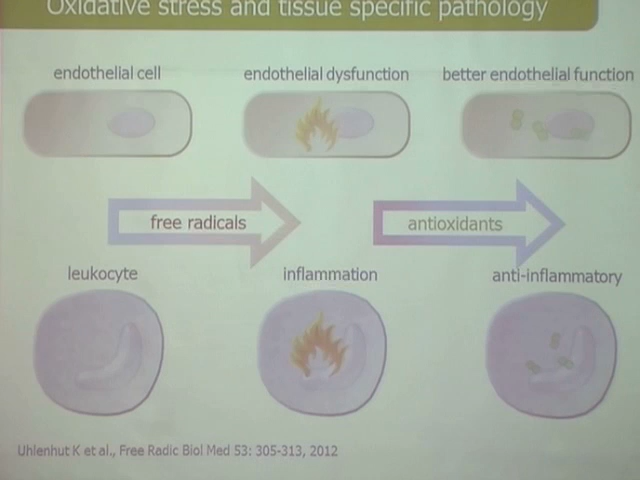 Oxidative stress and tissue specific pathology
endothelial cell
endothelial dysfunction
better endothelial function
free radicals
antioxidants
leukocyte
inflammation
anti-inflammatory
Uhlenhut K et al., Free Radic Biol Med 53: 305-313, 2012